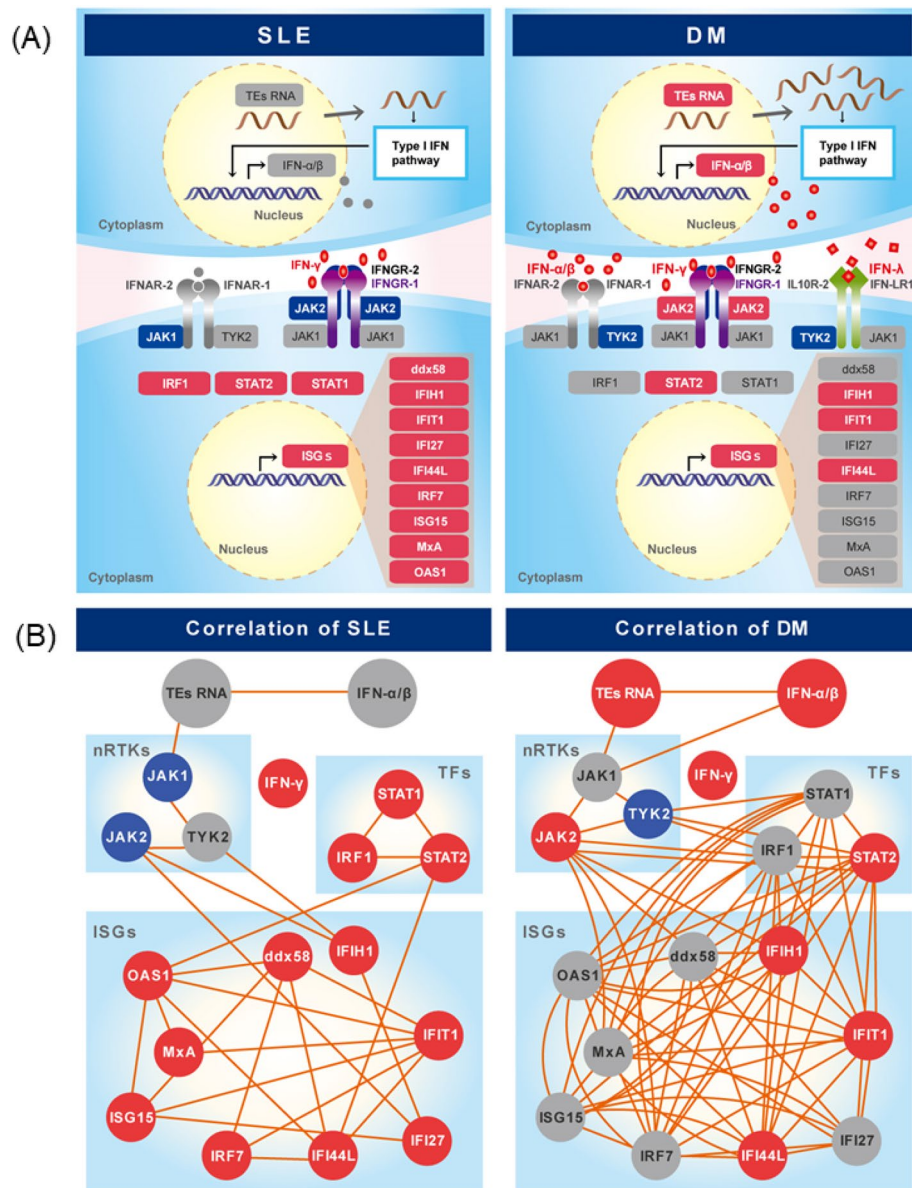 (A)
SLE
TEs RNA
Type I IFN
pathway
IFN-α/β
Nucleus
Cytoplasm
IFN-γ
IFNGR-2
IFNAR-2
IFNAR-1
IFNGR-1
JAK2
JAK2
JAK1
TYK2
JAK1
JAK1
IRF1
STAT2
STAT1
ddx58
IFIH1
IFIT1
IFI27
IFI44L
IRF7
ISG15
MxA
OAS1
ISG s
Nucleus
Cytoplasm
DM
TEs RNA
Type I IFN
pathway
IFN-α/β
Nucleus
Cytoplasm
IFN-α/β
IFN-γ
IFNGR-2
IFN-λ
IFNAR-2
IFNAR-1
IFNGR-1
IL10R-2
IFN-LR1
JAK2
JAK2
JAK1
TYK2
JAK1
JAK1
TYK2
JAK1
IRF1
STAT2
STAT1
ddx58
IFIH1
IFIT1
IFI27
IFI44L
IRF7
ISG15
MxA
OAS1
ISG s
Nucleus
Cytoplasm
(B)
Correlation of SLE
TEs RNA
IFN-α/β
nRTKs
JAK1
IFN-γ
TFs
STAT1
JAK2
TYK2
IRF1
STAT2
ISGs
OAS1
ddx58
IFIH1
MxA
IFIT1
ISG15
IRF7
IFI44L
IFI27
Correlation of DM
TEs RNA
IFN-α/β
nRTKs
JAK1
IFN-γ
TFs
STAT1
TYK2
JAK2
IRF1
STAT2
ISGs
OAS1
ddx58
IFIH1
MxA
IFIT1
ISG15
IRF7
IFI44L
IFI27